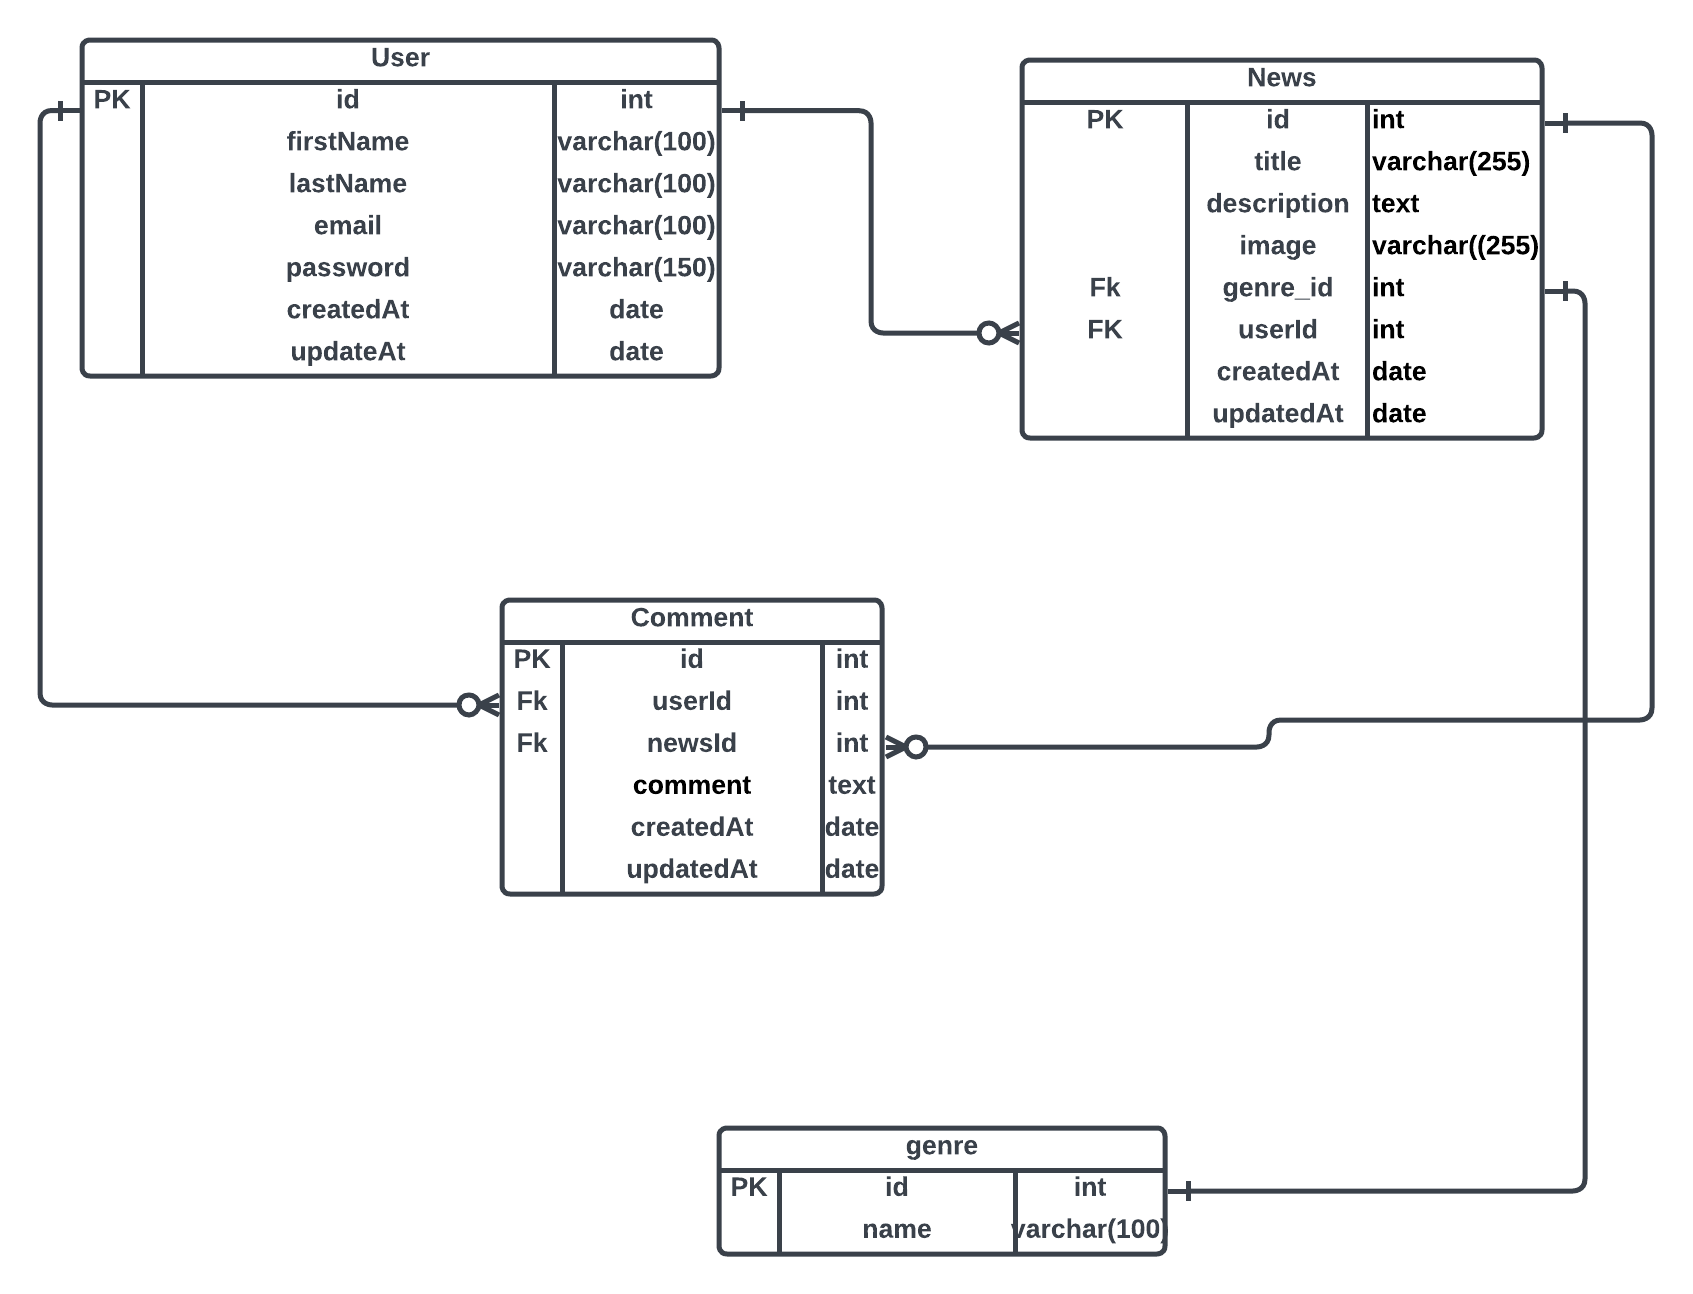 User
PK id int
firstName varchar(100)
lastName varchar(100)
email varchar(100)
password varchar(150)
createdAt date
updateAt date
News
PK id int
title varchar(255)
description text
image varchar((255)
Fk genre_id int
FK userId int
createdAt date
updatedAt date
Comment
PK id int
Fk userId int
Fk newsId int
comment text
createdAt date
updatedAt date
genre
PK id int
name varchar(100)